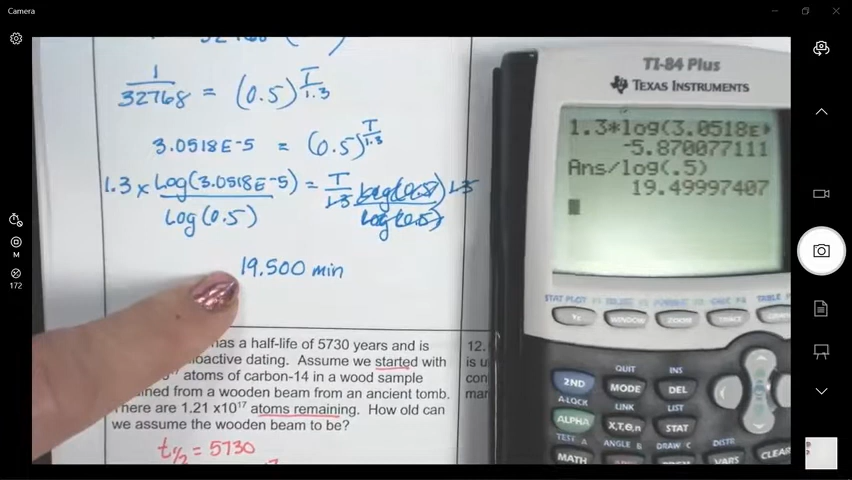 Camera
1/32768 = (0.5)^T/1.3
3.0518E-5 = (0.5)^T/1.3
1.3 x Log(3.0518E-5)/Log(0.5) = T/1.3 Log(0.5)/Log(0.5) 1.3
19.500 min
has a half-life of 5730 years and is
dating. Assume we started with
atoms of carbon-14 in a wood sample
from a wooden beam from an ancient tomb.
There are 1.21 x10^17 atoms remaining. How old can
we assume the wooden beam to be?
t1/2 = 5730
12.
TI-84 Plus
TEXAS INSTRUMENTS
1.3*log(3.0518E
-5.870077111
Ans/log(.5)
19.49997407
STAT PLOT
Y=
WINDOW
ZOOM
TRACE
2ND
QUIT
MODE
INS
DEL
A-LOCK
ALPHA
LINK
X,T,θ,n
LIST
STAT
TEST A
MATH
ANGLE B
APPS
DRAW C
PRGM
DISTR
VARS
CLEAR
M
172